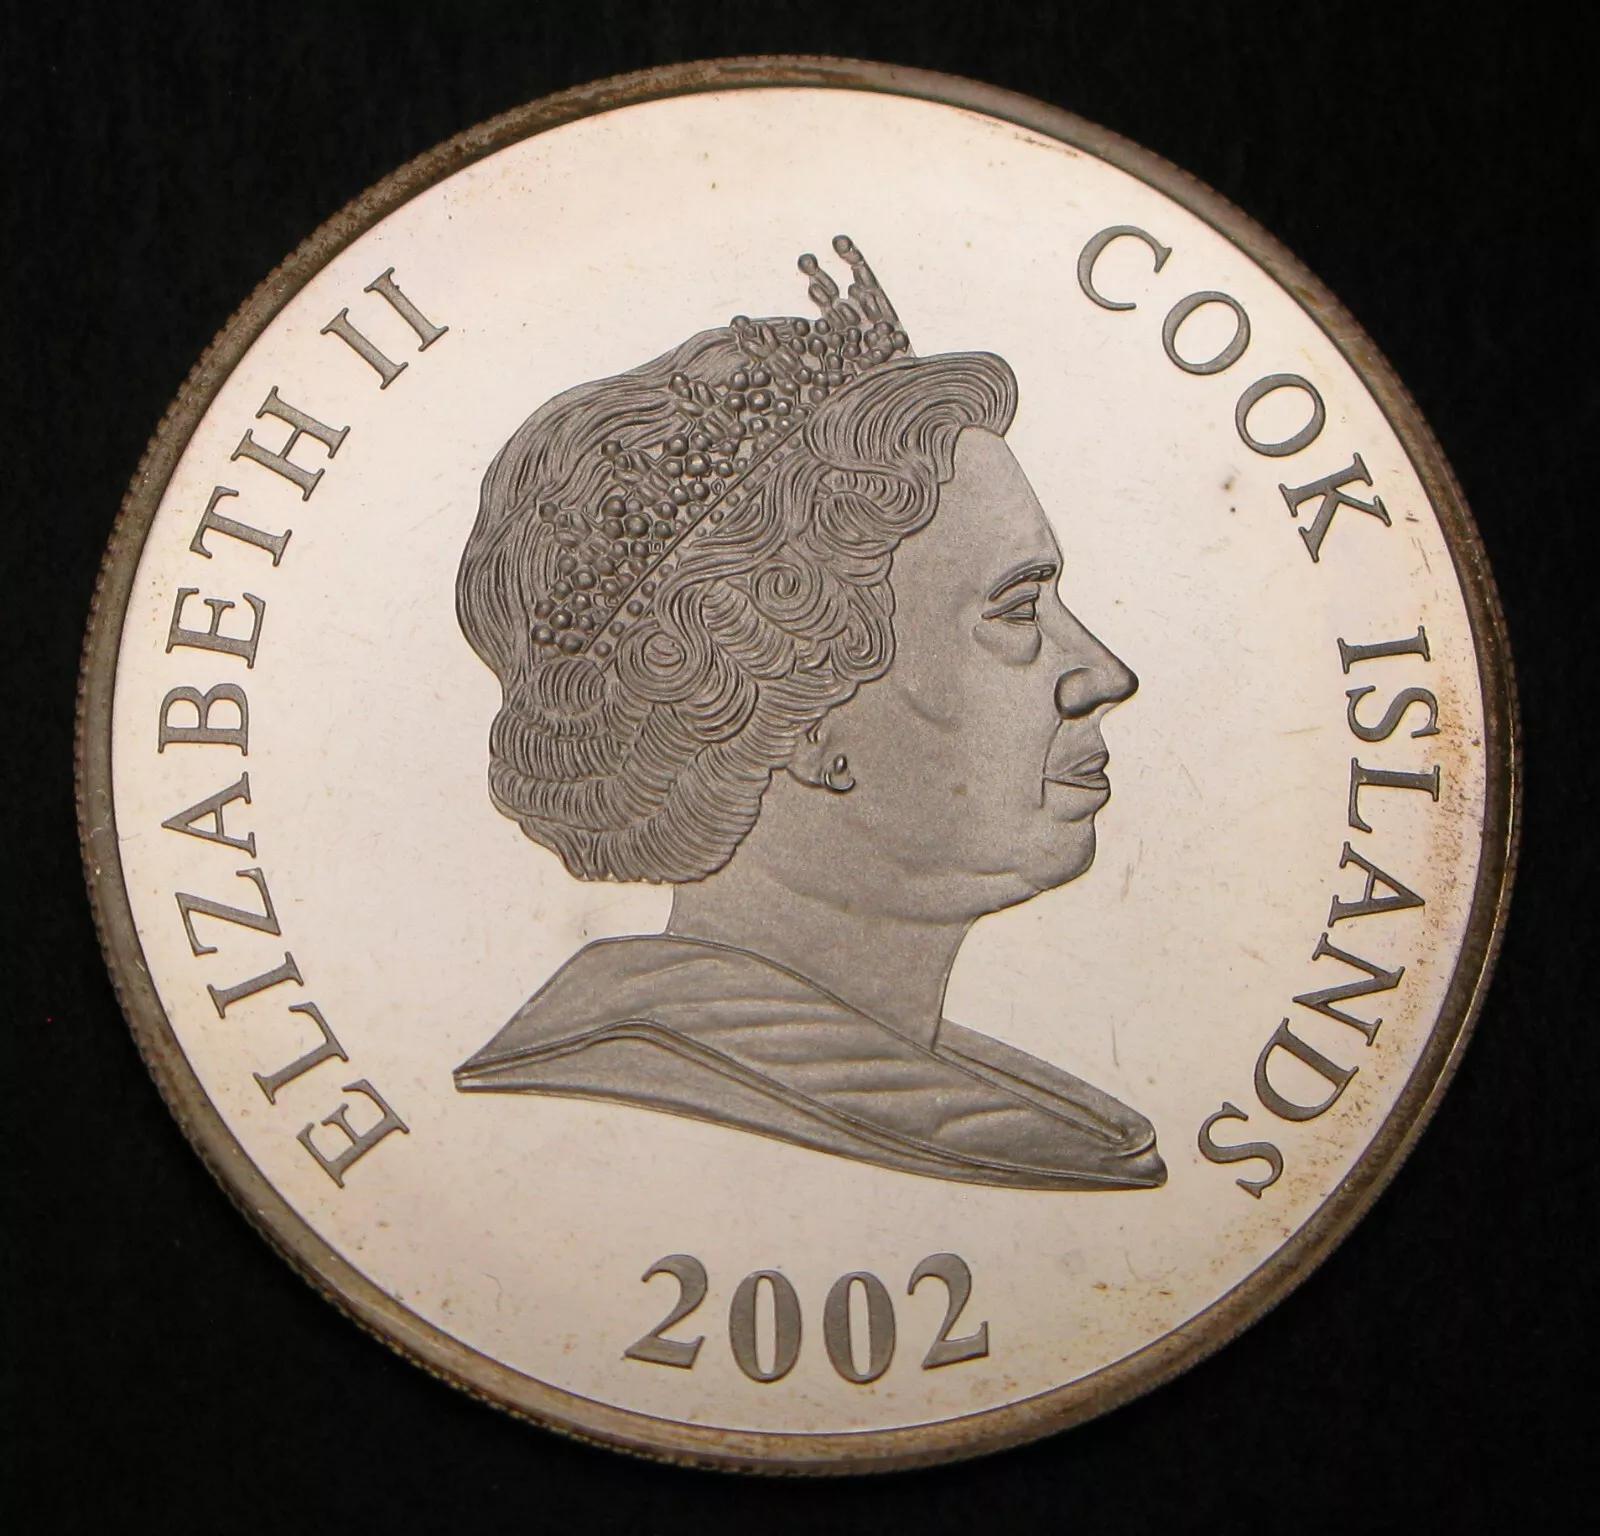 ELIZABETH II
COOK ISLANDS
2002